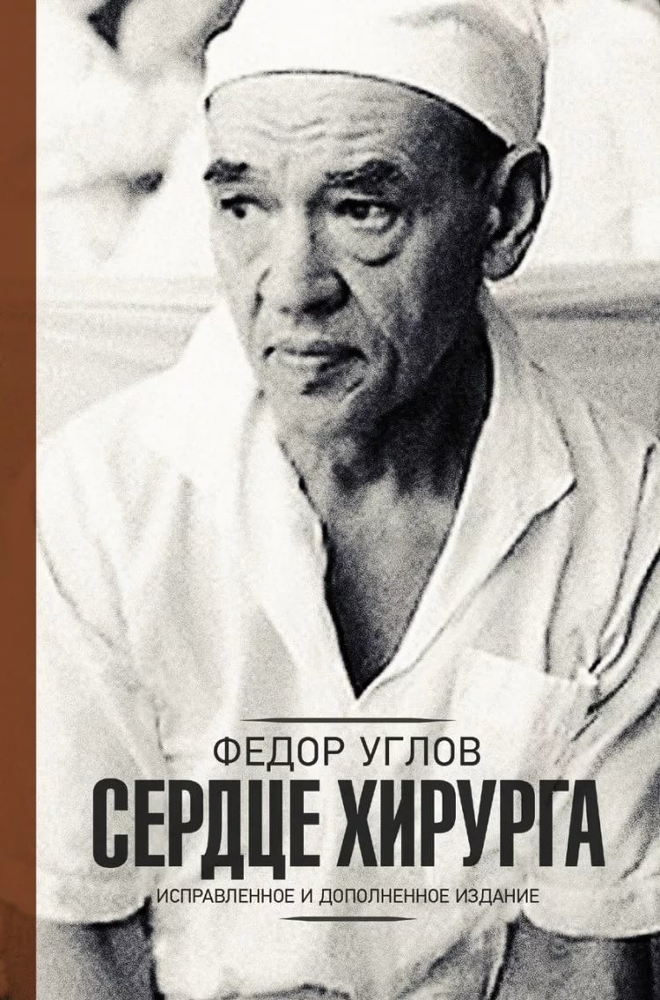 ФЕДОР УГЛОВ
СЕРДЦЕ ХИРУРГА
ИСПРАВЛЕННОЕ И ДОПОЛНЕННОЕ ИЗДАНИЕ